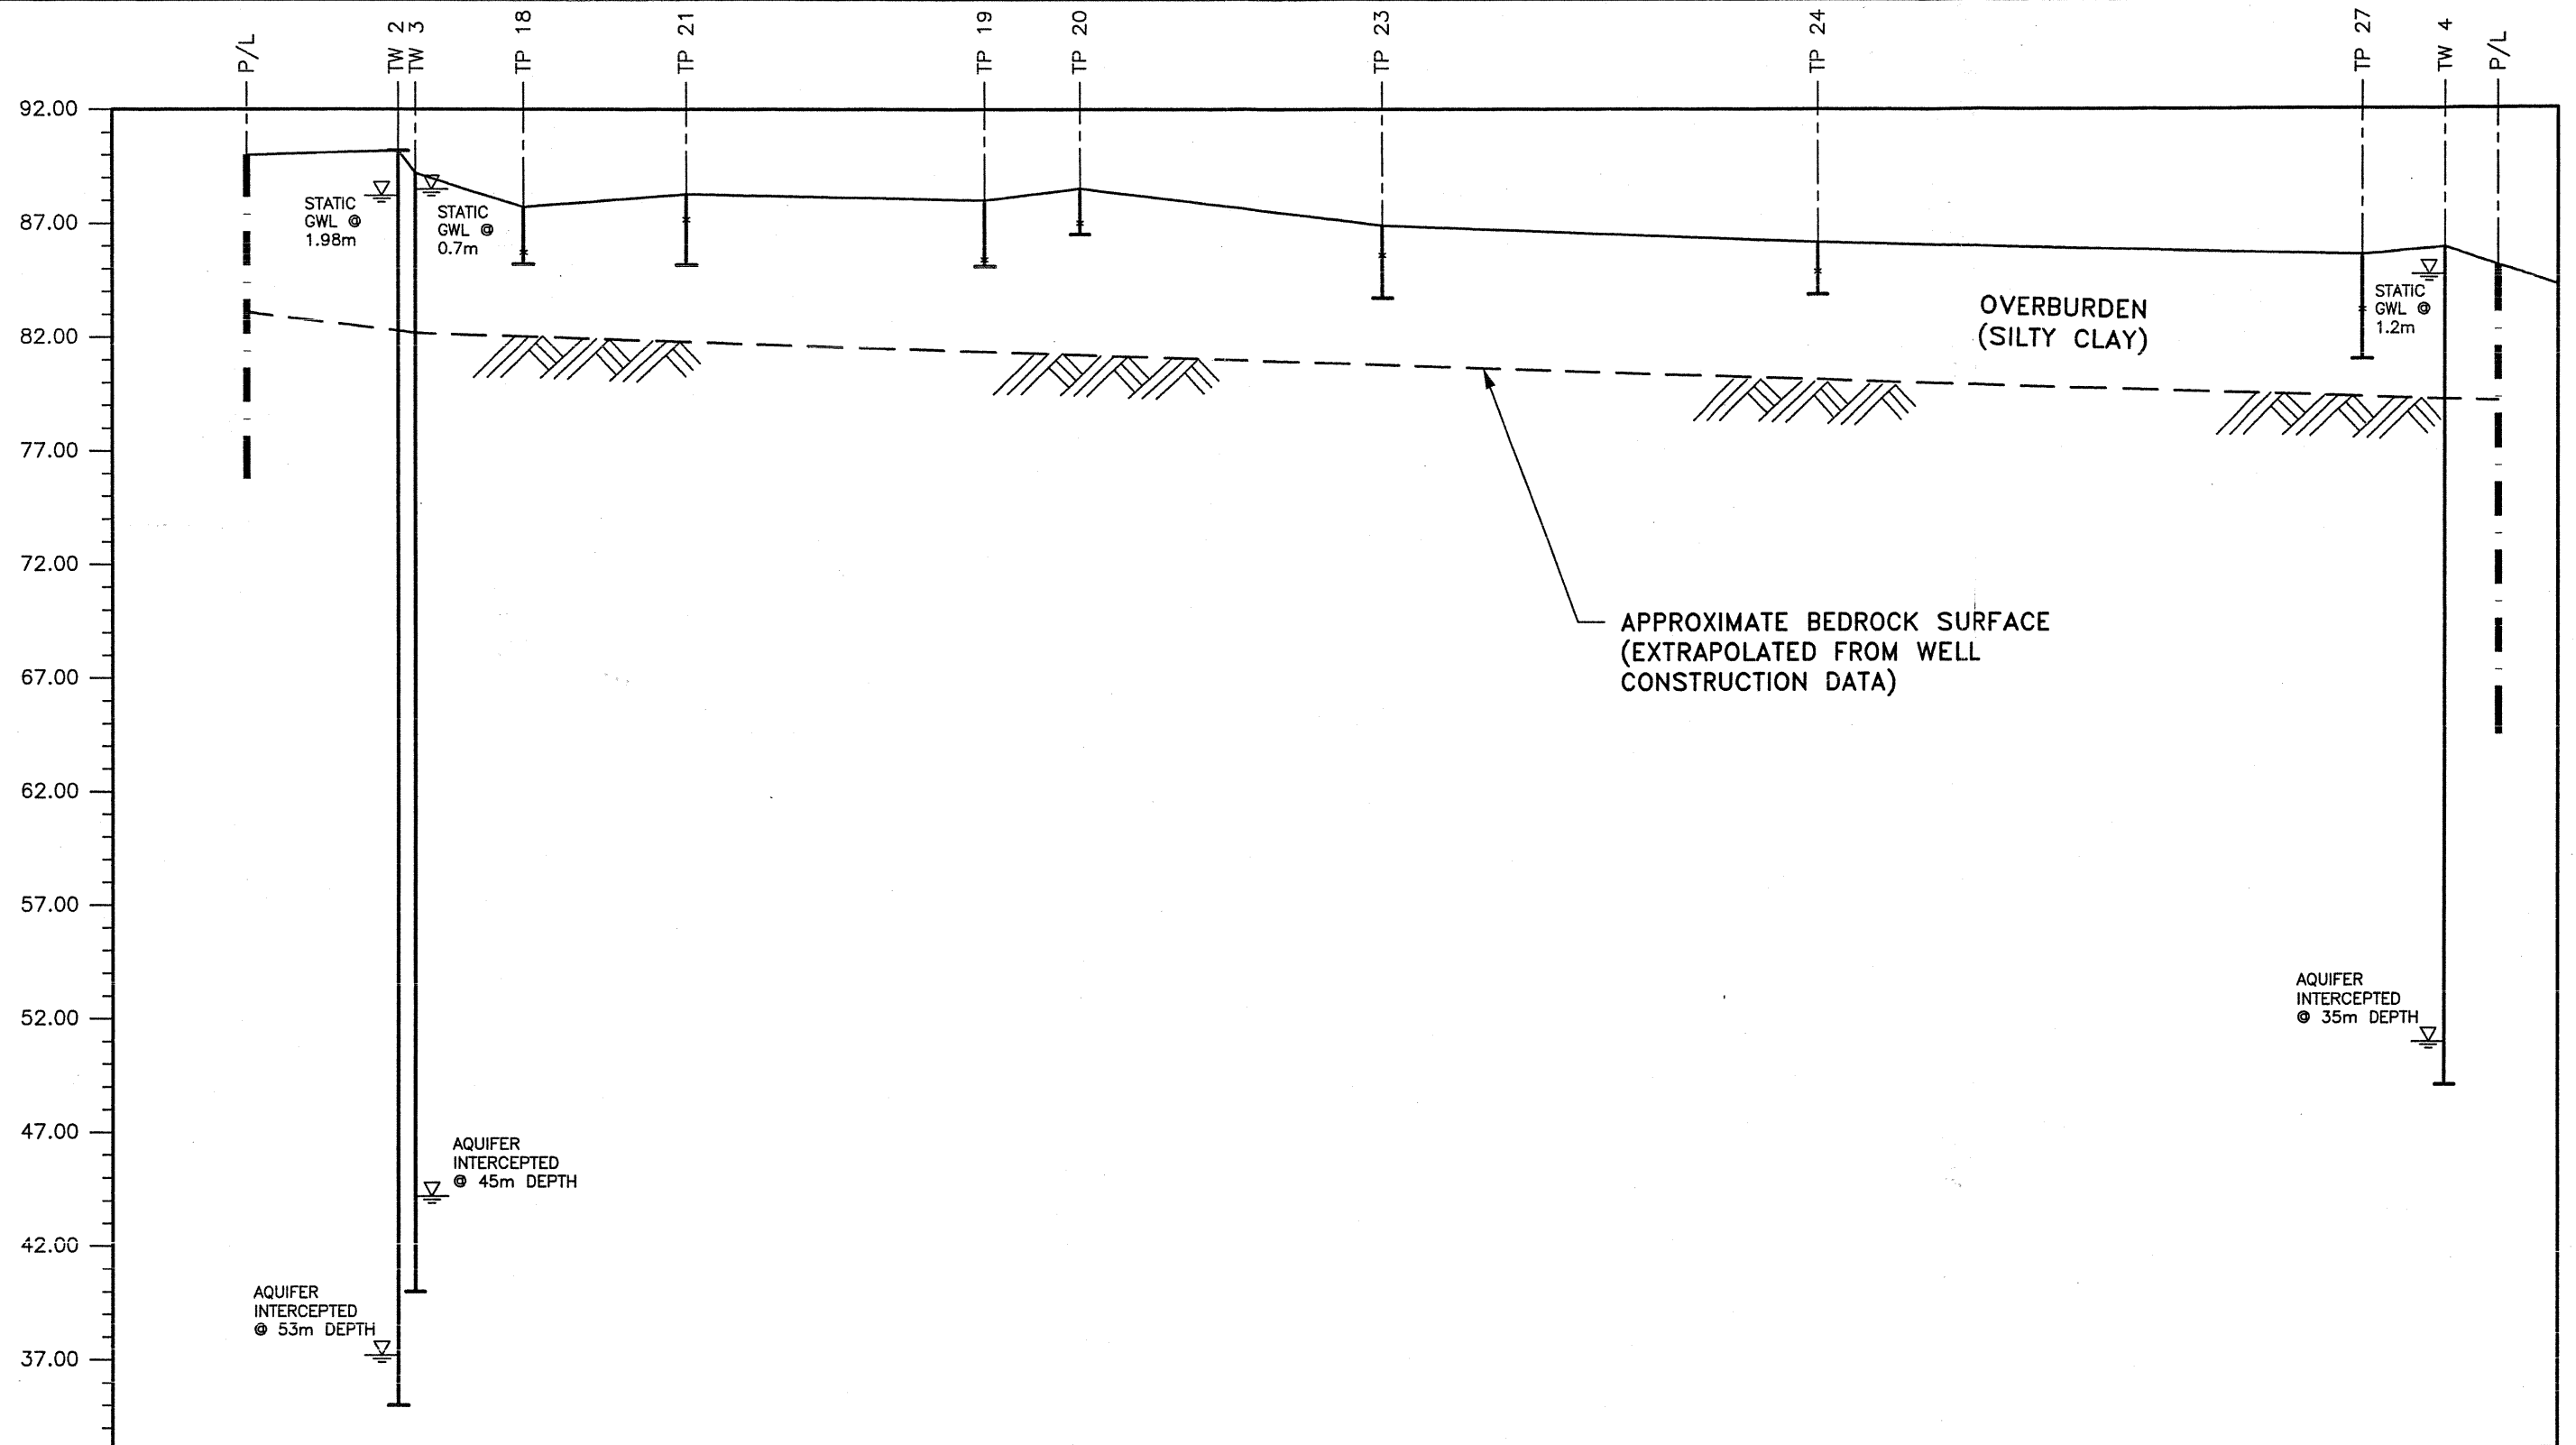 P/L
TW 2
TW 3
TP 18
TP 21
TP 19
TP 20
TP 23
TP 24
TP 27
TW 4
P/L
92.00
87.00
82.00
77.00
72.00
67.00
62.00
57.00
52.00
47.00
42.00
37.00
STATIC
GWL @
1.98m
STATIC
GWL @
0.7m
OVERBURDEN
(SILTY CLAY)
STATIC
GWL @
1.2m
APPROXIMATE BEDROCK SURFACE
(EXTRAPOLATED FROM WELL
CONSTRUCTION DATA)
AQUIFER
INTERCEPTED
@ 35m DEPTH
AQUIFER
INTERCEPTED
@ 45m DEPTH
AQUIFER
INTERCEPTED
@ 53m DEPTH